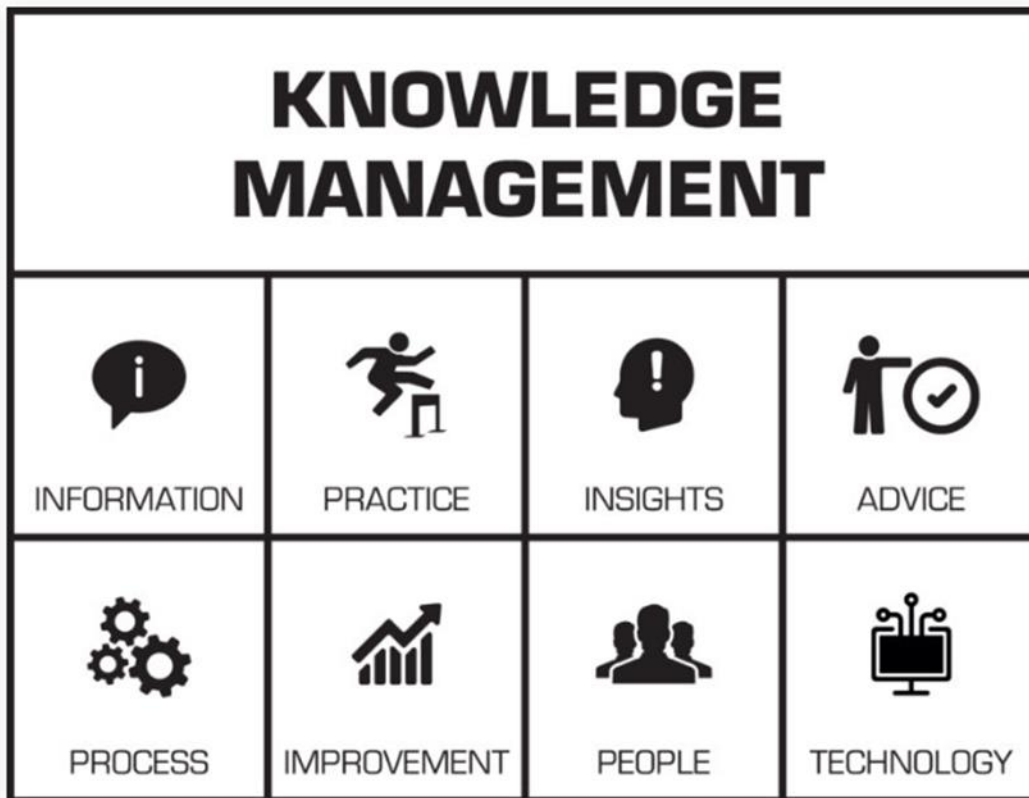 KNOWLEDGE
MANAGEMENT
i
!
INFORMATION
PRACTICE
INSIGHTS
ADVICE
PROCESS
IMPROVEMENT
PEOPLE
TECHNOLOGY